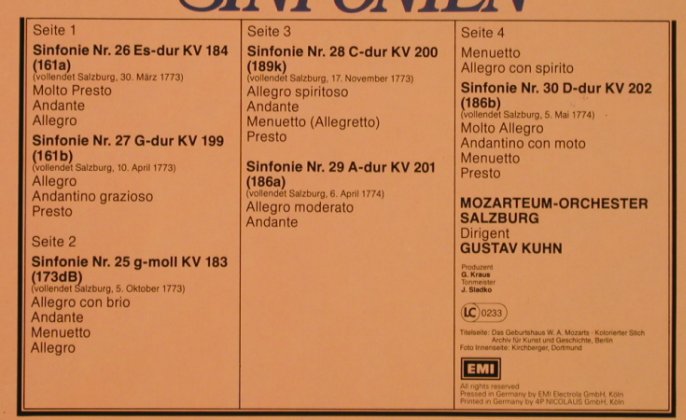 SINFONIEN
Seite 1
Sinfonie Nr. 26 Es-dur KV 184
(161a)
(vollendet Salzburg, 30. März 1773)
Molto Presto
Andante
Allegro
Sinfonie Nr. 27 G-dur KV 199
(161b)
(vollendet Salzburg, 10. April 1773)
Allegro
Andantino grazioso
Presto
Seite 2
Sinfonie Nr. 25 g-moll KV 183
(173dB)
(vollendet Salzburg, 5. Oktober 1773)
Allegro con brio
Andante
Menuetto
Allegro
Seite 3
Sinfonie Nr. 28 C-dur KV 200
(189k)
(vollendet Salzburg, 17. November 1773)
Allegro spiritoso
Andante
Menuetto (Allegretto)
Presto
Sinfonie Nr. 29 A-dur KV 201
(186a)
(vollendet Salzburg, 6. April 1774)
Allegro moderato
Andante
Seite 4
Menuetto
Allegro con spirito
Sinfonie Nr. 30 D-dur KV 202
(186b)
(vollendet Salzburg, 5. Mai 1774)
Molto Allegro
Andantino con moto
Menuetto
Presto
MOZARTEUM-ORCHESTER
SALZBURG
Dirigent
GUSTAV KUHN
Produzent
G. Kraus
Tonmeister
J. Sladko
LC 0233
Titelseite: Das Geburtshaus W. A. Mozarts · Kolorierter Stich
Archiv für Kunst und Geschichte, Berlin
Foto Innenseite: Kirchberger, Dortmund
EMI
All rights reserved
Pressed in Germany by EMI Electrola GmbH, Köln
Printed in Germany by 4P NICOLAUS GmbH, Köln